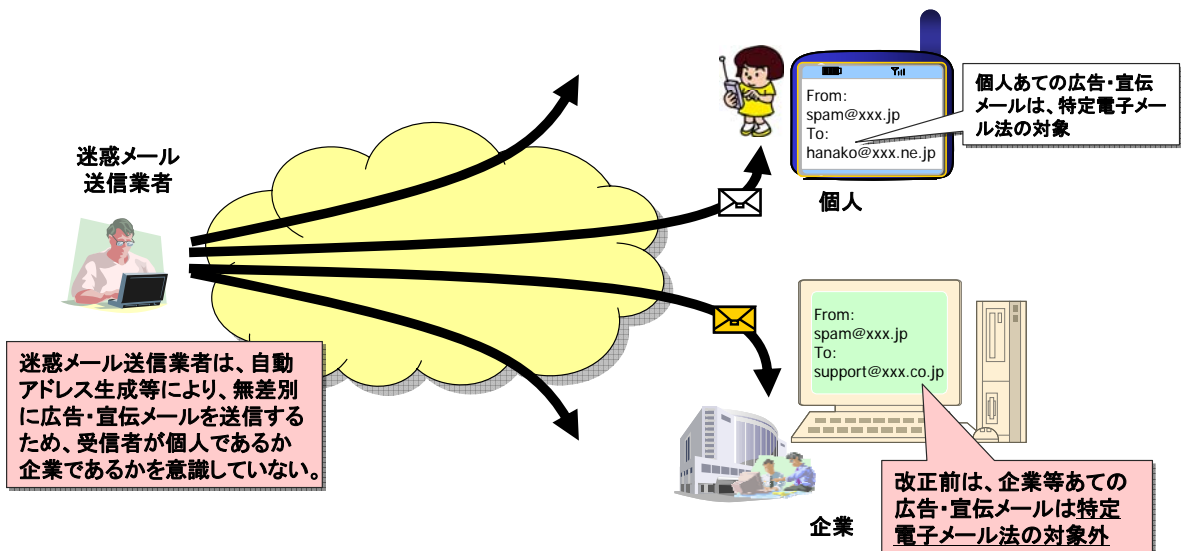 迷惑メール
送信業者
迷惑メール送信業者は、自動
アドレス生成等により、無差別
に広告・宣伝メールを送信する
ため、受信者が個人であるか
企業であるかを意識していない。
From:
spam@xxx.jp
To:
hanako@xxx.ne.jp
個人あての広告・宣伝
メールは、特定電子メー
ル法の対象
個人
From:
spam@xxx.jp
To:
support@xxx.co.jp
企業
改正前は、企業等あての
広告・宣伝メールは特定
電子メール法の対象外